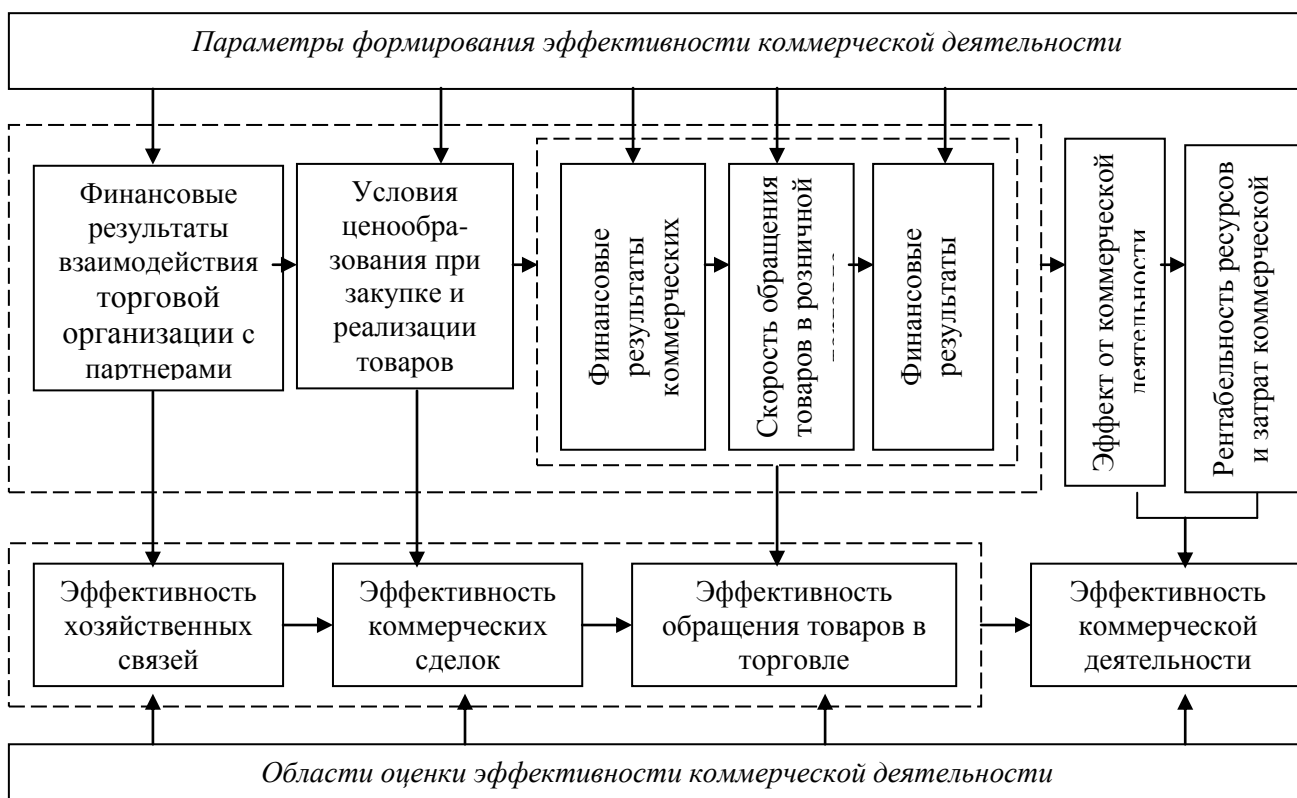 Параметры формирования эффективности коммерческой деятельности
Финансовые
результаты
взаимодействия
торговой
организации с
партнерами
Условия
ценообра-
зования при
закупке и
реализации
товаров
Финансовые
результаты
коммерческих
Скорость обращения
товаров в розничной
Финансовые
результаты
Эффект от коммерческой
деятельности
Рентабельность ресурсов
и затрат коммерческой
Эффективность
хозяйственных
связей
Эффективность
коммерческих
сделок
Эффективность
обращения товаров в
торговле
Эффективность
коммерческой
деятельности
Области оценки эффективности коммерческой деятельности